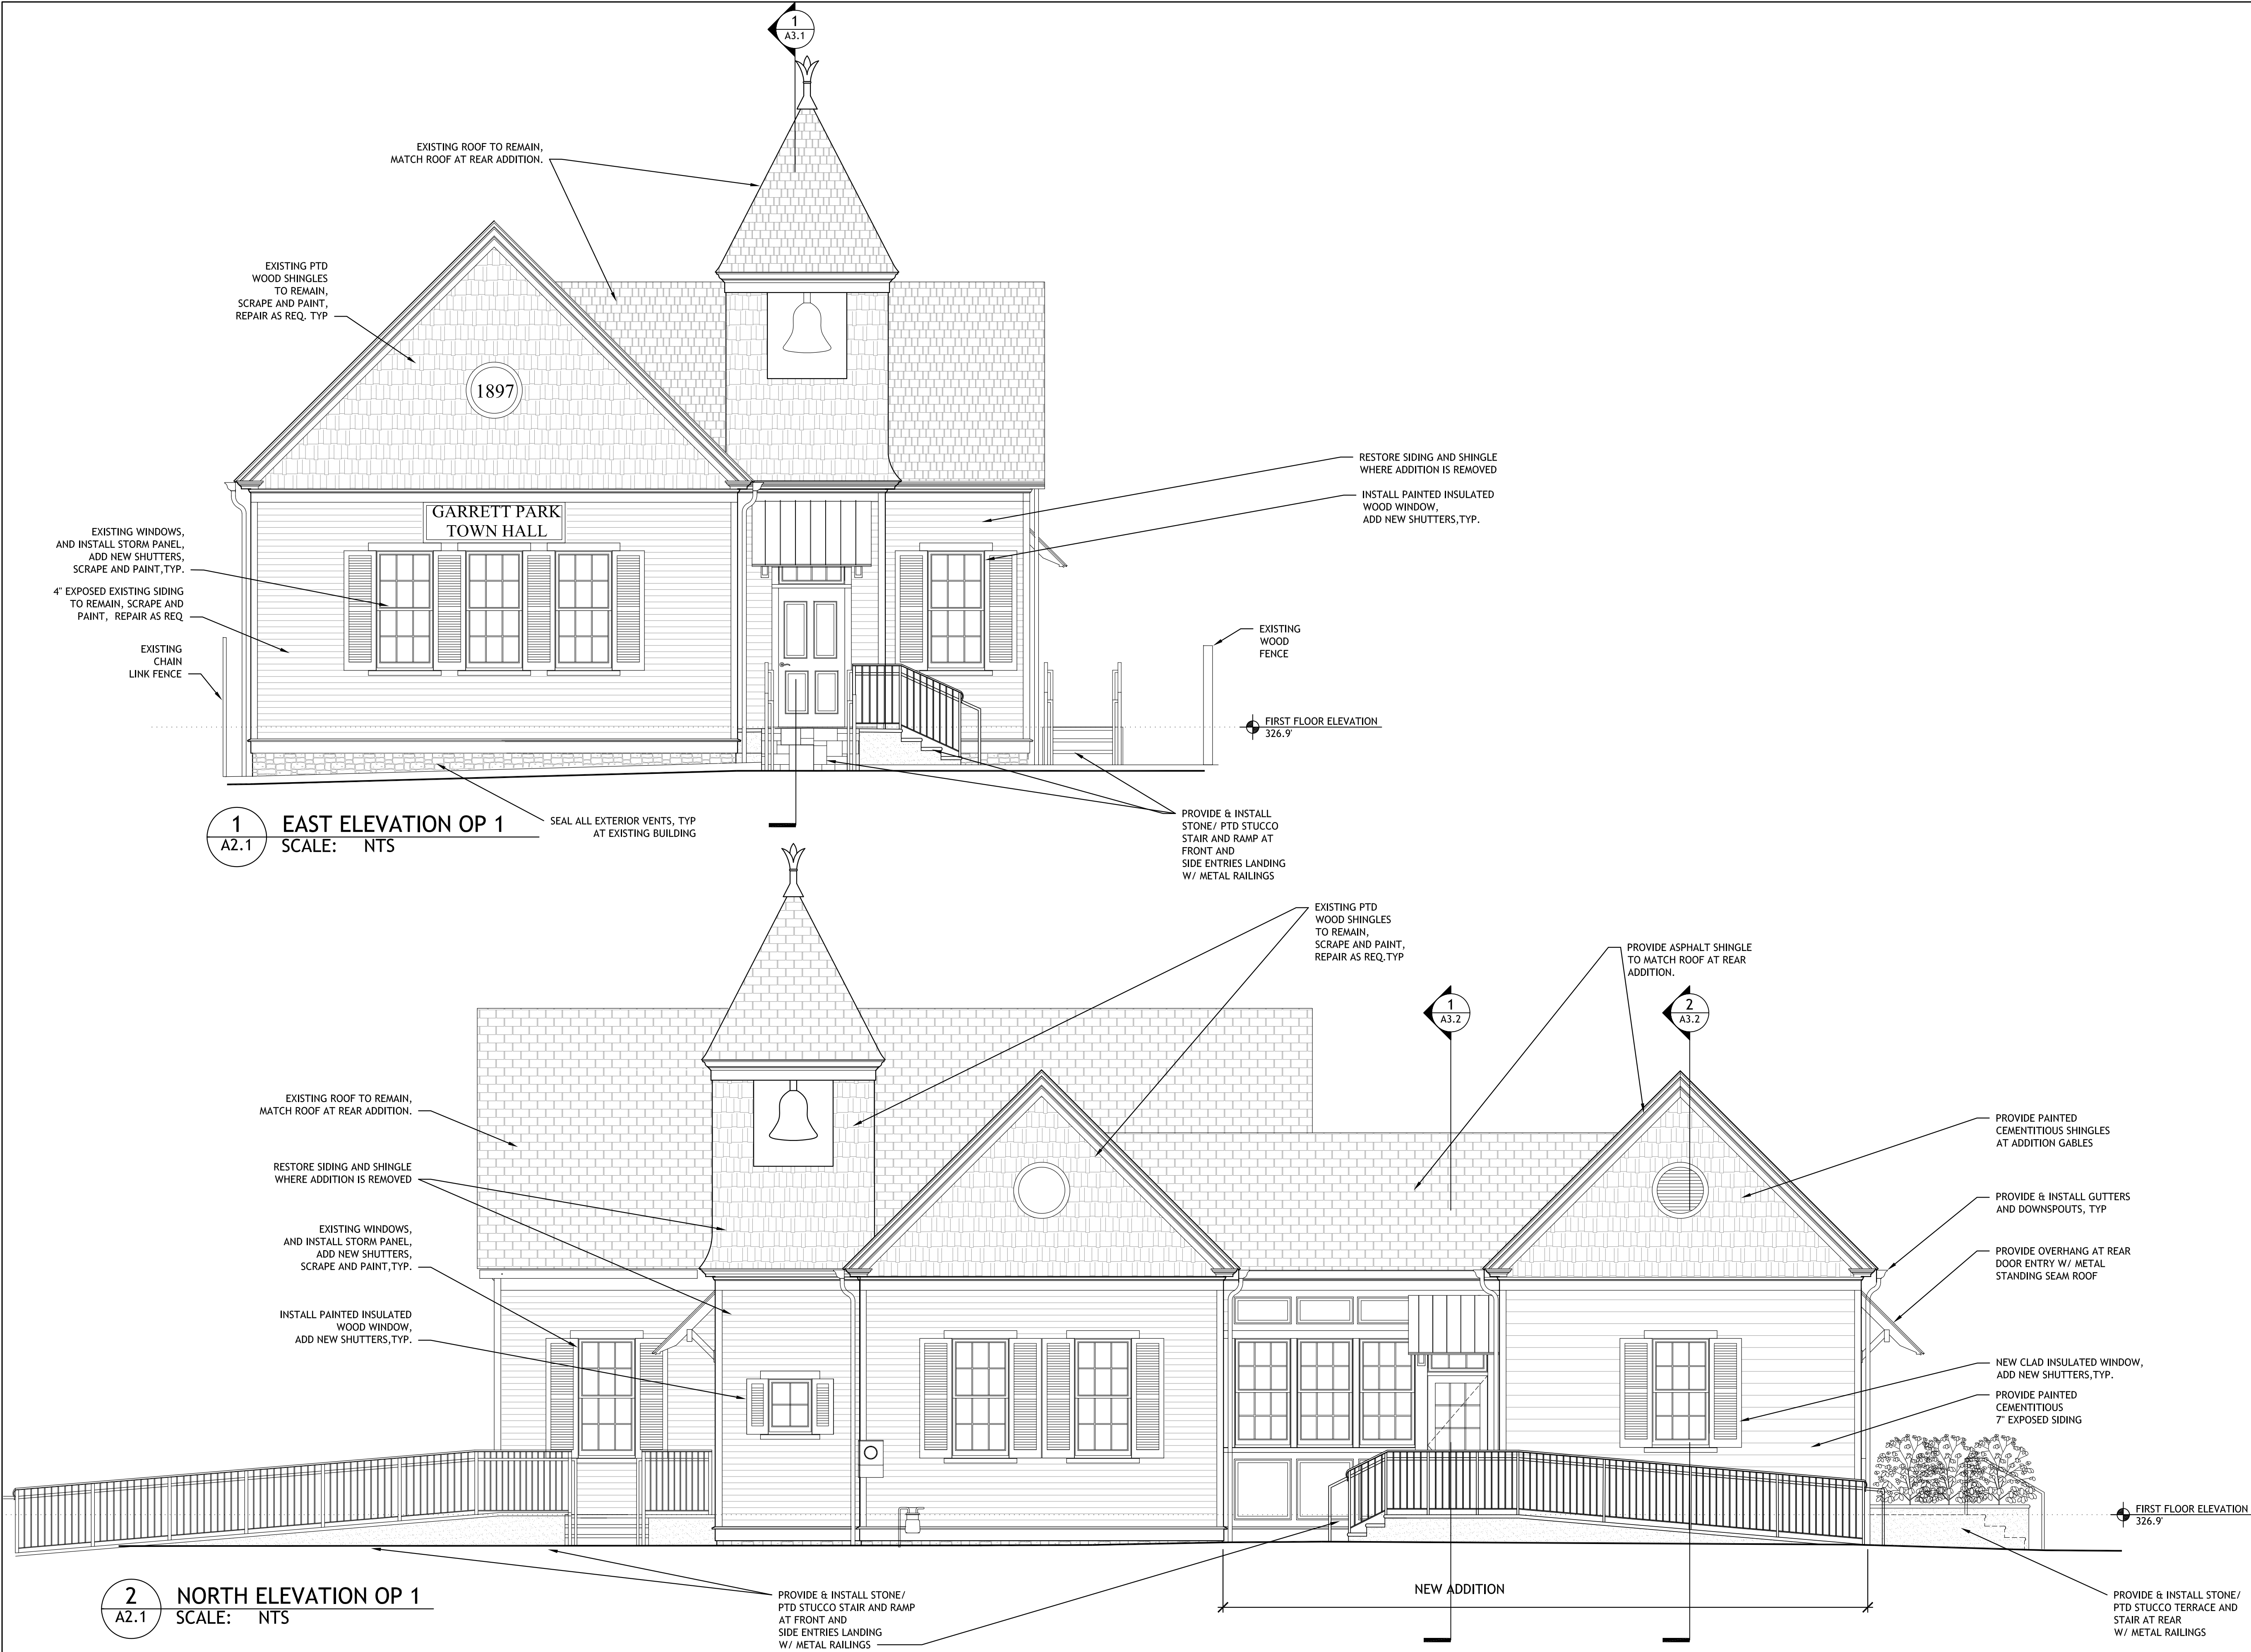 1
A3.1
EXISTING ROOF TO REMAIN,
MATCH ROOF AT REAR ADDITION.
EXISTING PTD
WOOD SHINGLES
TO REMAIN,
SCRAPE AND PAINT,
REPAIR AS REQ. TYP
1897
GARRETT PARK
TOWN HALL
EXISTING WINDOWS,
AND INSTALL STORM PANEL,
ADD NEW SHUTTERS,
SCRAPE AND PAINT,TYP.
4" EXPOSED EXISTING SIDING
TO REMAIN, SCRAPE AND
PAINT, REPAIR AS REQ
EXISTING
CHAIN
LINK FENCE
RESTORE SIDING AND SHINGLE
WHERE ADDITION IS REMOVED
INSTALL PAINTED INSULATED
WOOD WINDOW,
ADD NEW SHUTTERS,TYP.
EXISTING
WOOD
FENCE
FIRST FLOOR ELEVATION
326.9'
1
A2.1
EAST ELEVATION OP 1
SCALE: NTS
SEAL ALL EXTERIOR VENTS, TYP
AT EXISTING BUILDING
PROVIDE & INSTALL
STONE/ PTD STUCCO
STAIR AND RAMP AT
FRONT AND
SIDE ENTRIES LANDING
W/ METAL RAILINGS
EXISTING PTD
WOOD SHINGLES
TO REMAIN,
SCRAPE AND PAINT,
REPAIR AS REQ.TYP
PROVIDE ASPHALT SHINGLE
TO MATCH ROOF AT REAR
ADDITION.
1
A3.2
2
A3.2
EXISTING ROOF TO REMAIN,
MATCH ROOF AT REAR ADDITION.
RESTORE SIDING AND SHINGLE
WHERE ADDITION IS REMOVED
EXISTING WINDOWS,
AND INSTALL STORM PANEL,
ADD NEW SHUTTERS,
SCRAPE AND PAINT,TYP.
INSTALL PAINTED INSULATED
WOOD WINDOW,
ADD NEW SHUTTERS,TYP.
PROVIDE PAINTED
CEMENTITIOUS SHINGLES
AT ADDITION GABLES
PROVIDE & INSTALL GUTTERS
AND DOWNSPOUTS, TYP
PROVIDE OVERHANG AT REAR
DOOR ENTRY W/ METAL
STANDING SEAM ROOF
NEW CLAD INSULATED WINDOW,
ADD NEW SHUTTERS,TYP.
PROVIDE PAINTED
CEMENTITIOUS
7" EXPOSED SIDING
FIRST FLOOR ELEVATION
326.9'
2
A2.1
NORTH ELEVATION OP 1
SCALE: NTS
PROVIDE & INSTALL STONE/
PTD STUCCO STAIR AND RAMP
AT FRONT AND
SIDE ENTRIES LANDING
W/ METAL RAILINGS
NEW ADDITION
PROVIDE & INSTALL STONE/
PTD STUCCO TERRACE AND
STAIR AT REAR
W/ METAL RAILINGS